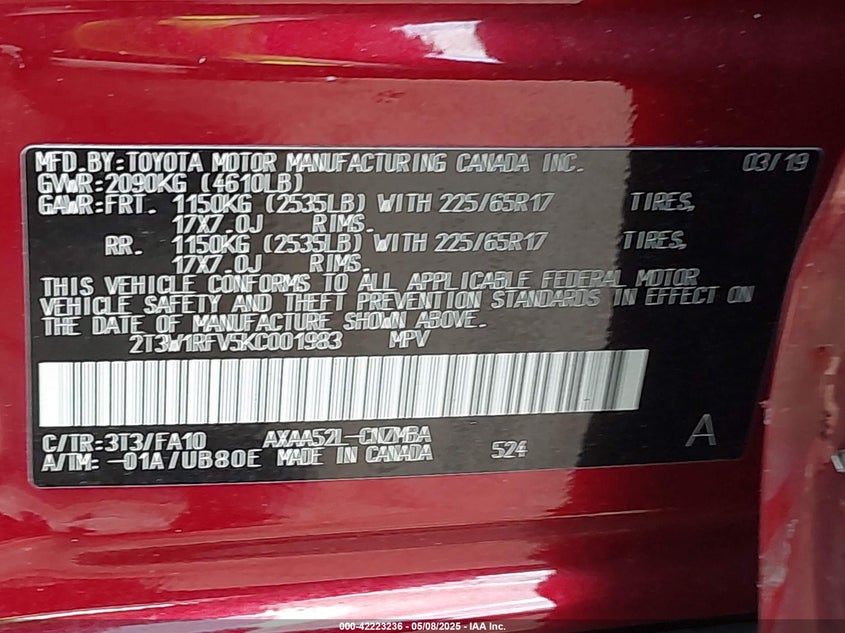 MFD.BY:TOYOTA MOTOR MANUFACTURING CANADA INC. 03/19
GVWR:2090KG (4610LB)
GAWR:FRT. 1150KG (2535LB) WITH 225/65R17 TIRES,
17X7.0J RIMS.
RR. 1150KG (2535LB) WITH 225/65R17 TIRES,
17X7.0J RIMS.
THIS VEHICLE CONFORMS TO ALL APPLICABLE FEDERAL MOTOR
VEHICLE SAFETY AND THEFT PREVENTION STANDARDS IN EFFECT ON
THE DATE OF MANUFACTURE SHOWN ABOVE.
2T3W1RFV5KC001983 MPV
C/TR:3T3/FA10 AXAA52L-CNZMBA A
A/TM:-01A/UB80E MADE IN CANADA 524
000-42223236 - 05/08/2025 - IAA Inc.